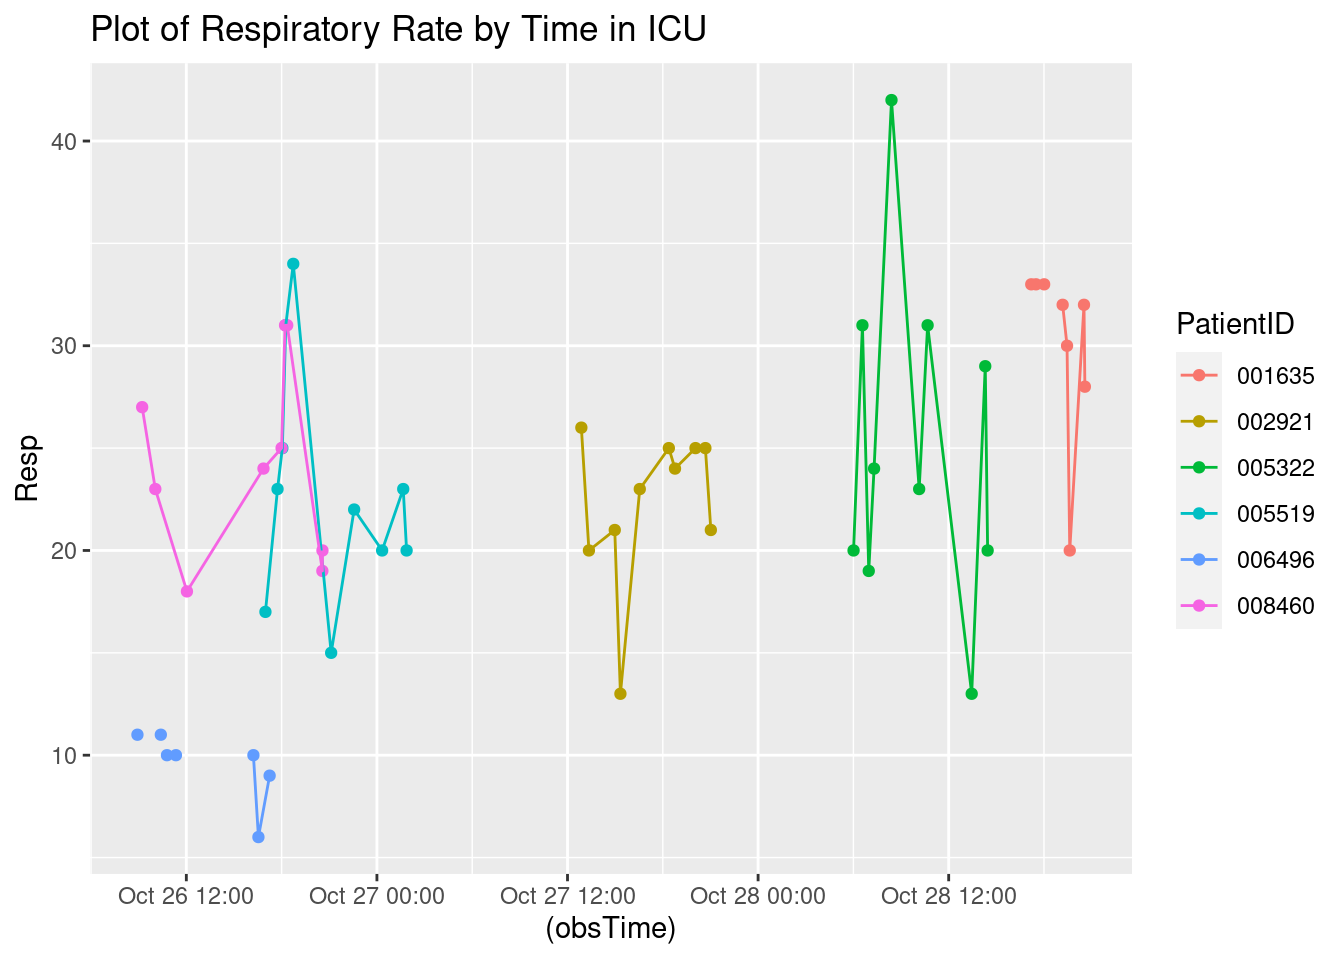 Plot of Respiratory Rate by Time in ICU
40
30
20
10
Resp
Oct 26 12:00
Oct 27 00:00
Oct 27 12:00
Oct 28 00:00
Oct 28 12:00
(obsTime)
PatientID
001635
002921
005322
005519
006496
008460